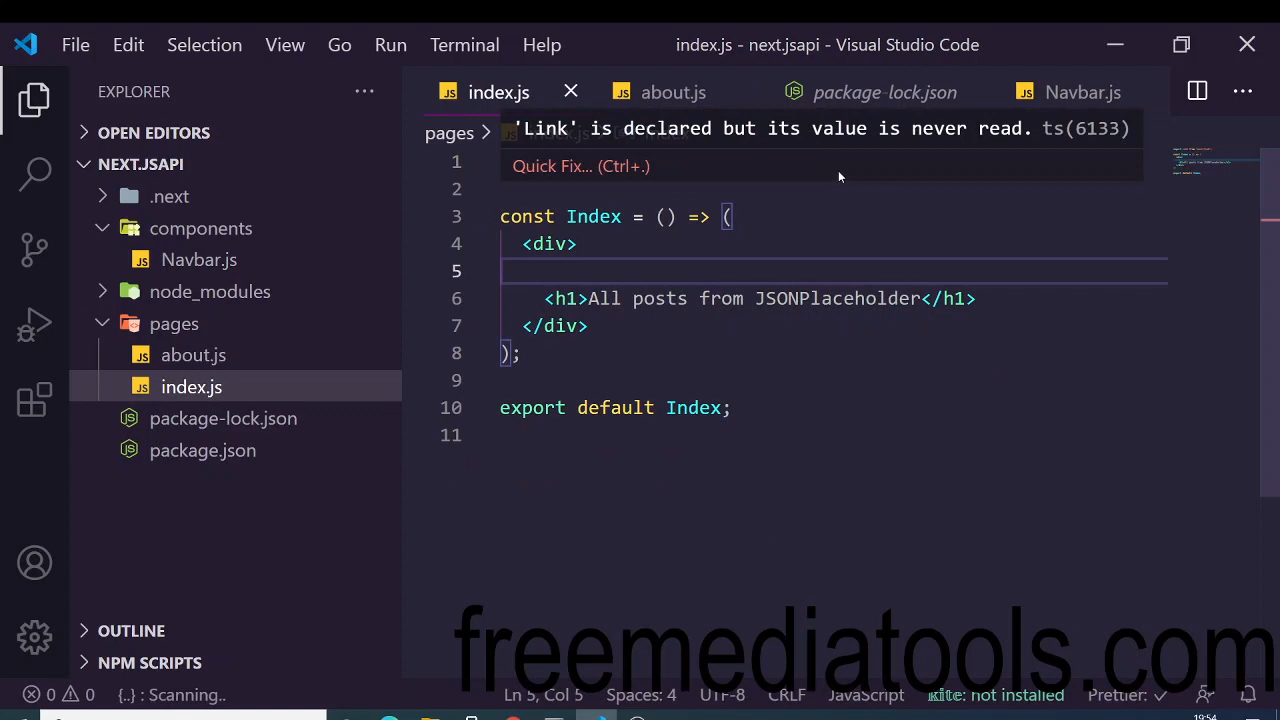 File Edit Selection View Go Run Terminal Help index.js - next.jsapi - Visual Studio Code
EXPLORER
index.js about.js package-lock.json Navbar.js
OPEN EDITORS
pages
'Link' is declared but its value is never read. ts(6133)
Quick Fix... (Ctrl+.)
NEXT.JSAPI
.next
components
Navbar.js
node_modules
pages
about.js
index.js
package-lock.json
package.json
1
2
3 const Index = () => (
4 <div>
5
6 <h1>All posts from JSONPlaceholder</h1>
7 </div>
8 );
9
10 export default Index;
11
OUTLINE
NPM SCRIPTS
freemediatools.com
0 0 {..} : Scanning.. Ln 5, Col 5 Spaces: 4 UTF-8 CRLF JavaScript kite: not installed Prettier: ✓
19:54